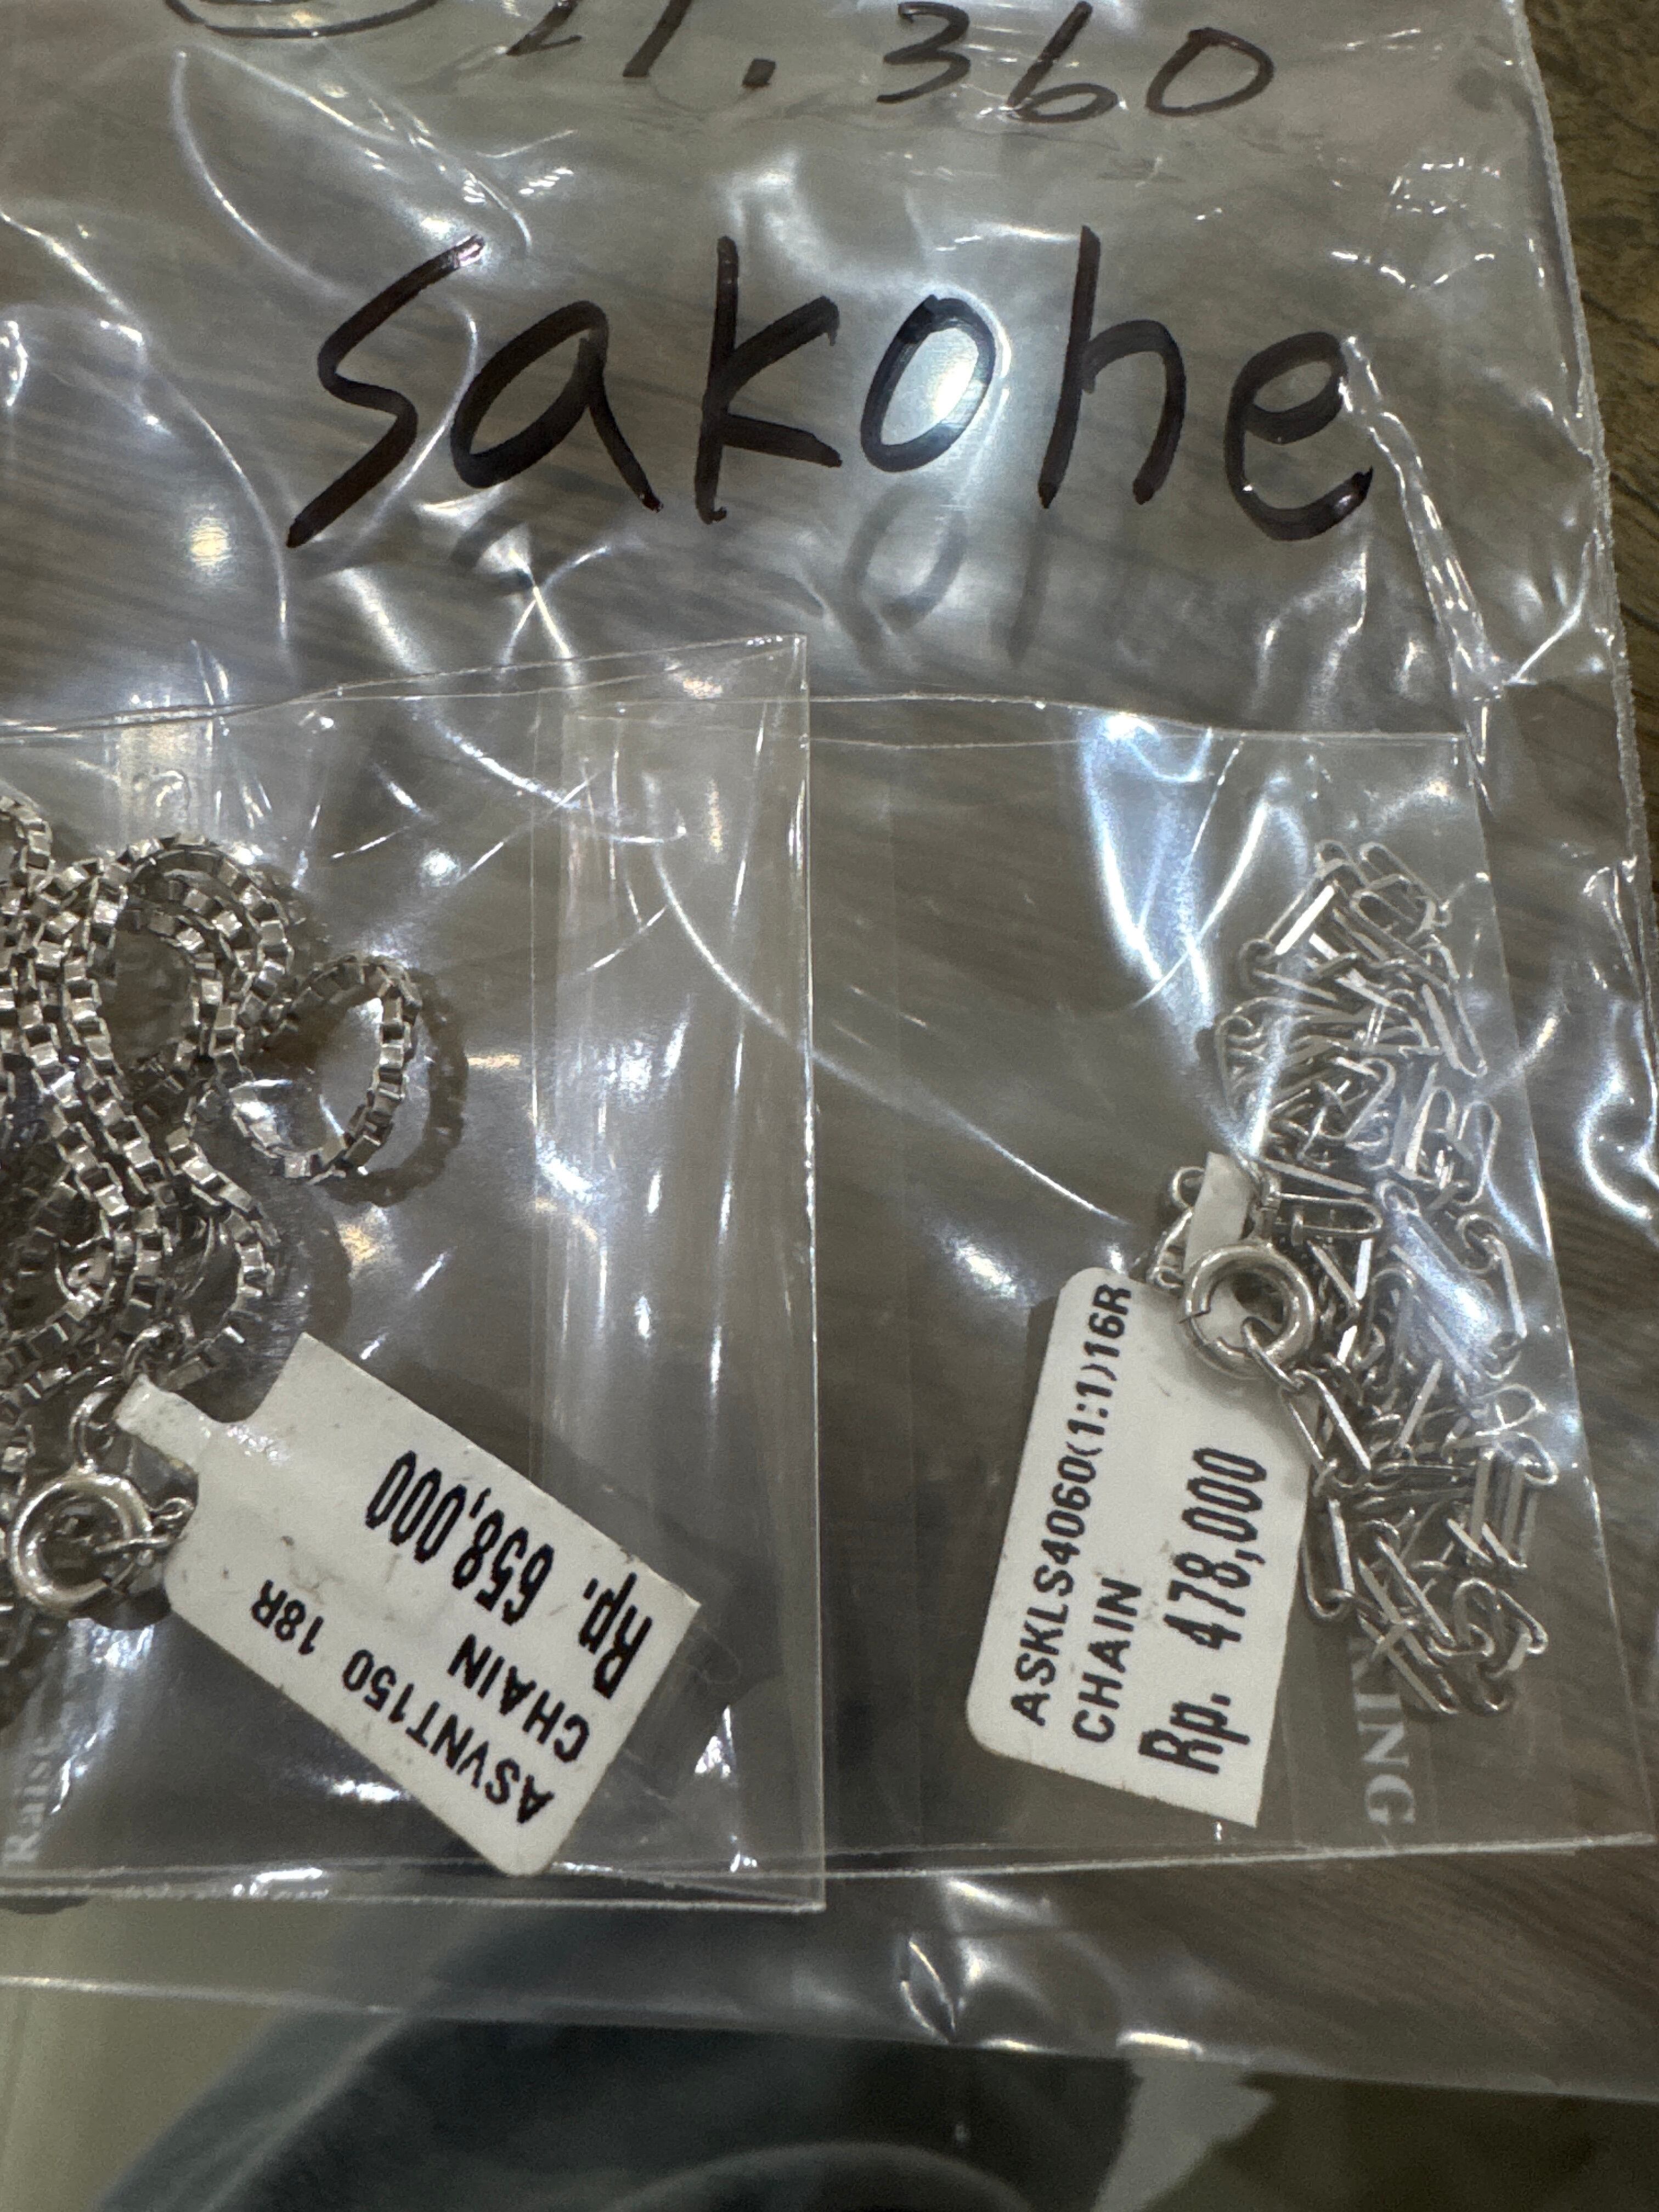 21.360
sakohe
ASVNT150 18R
CHAIN
Rp. 658,000
ASKLS4060(1:1)16R
CHAIN
Rp. 478,000